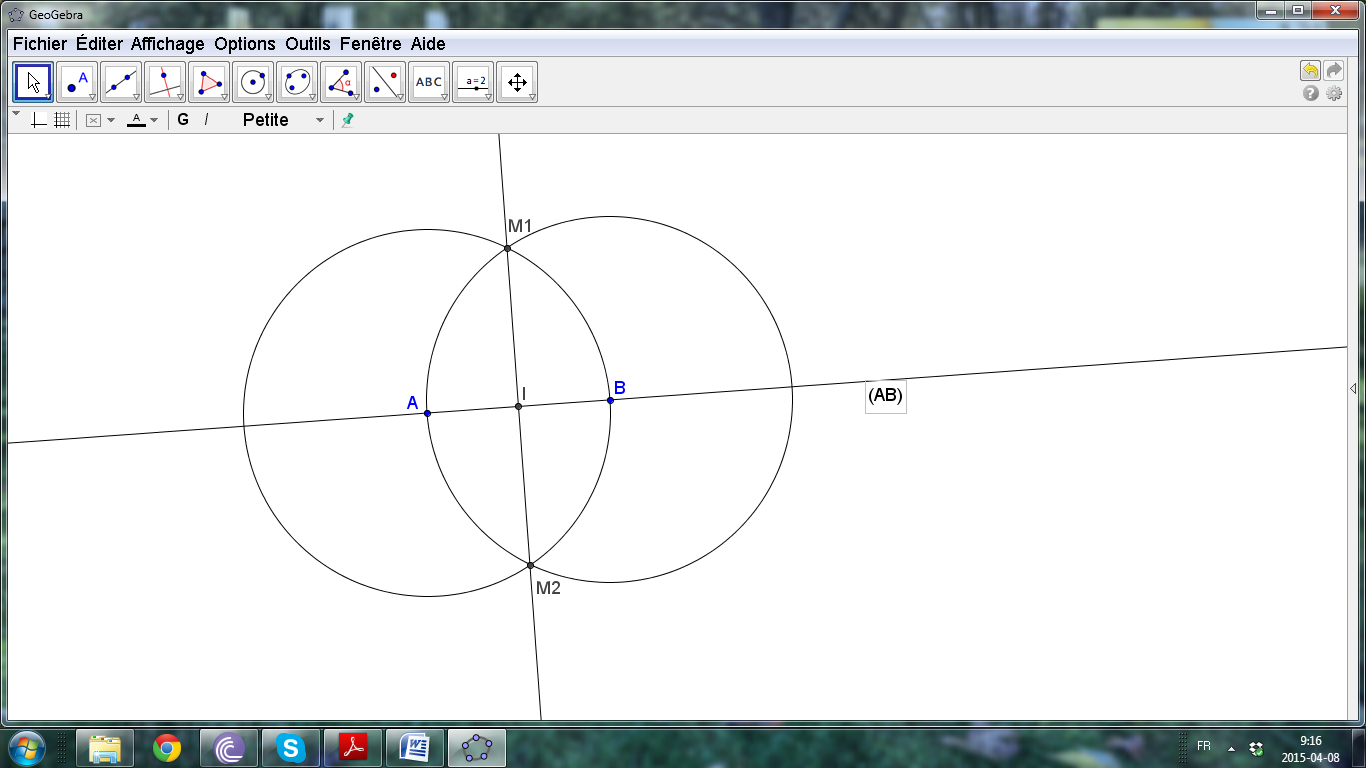 GeoGebra
Fichier Éditer Affichage Options Outils Fenêtre Aide
A α ABC a=2
A G I Petite
M1
I
A
B
(AB)
M2
W
FR
9:16
2015-04-08